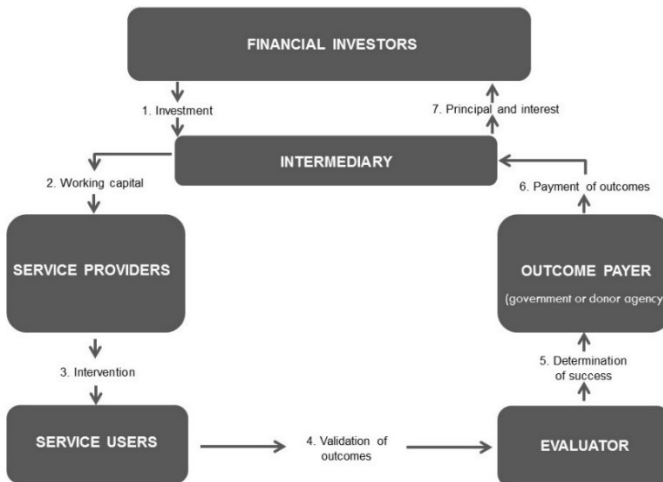 FINANCIAL INVESTORS
1. Investment
7. Principal and interest
INTERMEDIARY
2. Working capital
6. Payment of outcomes
SERVICE PROVIDERS
OUTCOME PAYER
(government or donor agency
3. Intervention
5. Determination
of success
SERVICE USERS
4. Validation of
outcomes
EVALUATOR